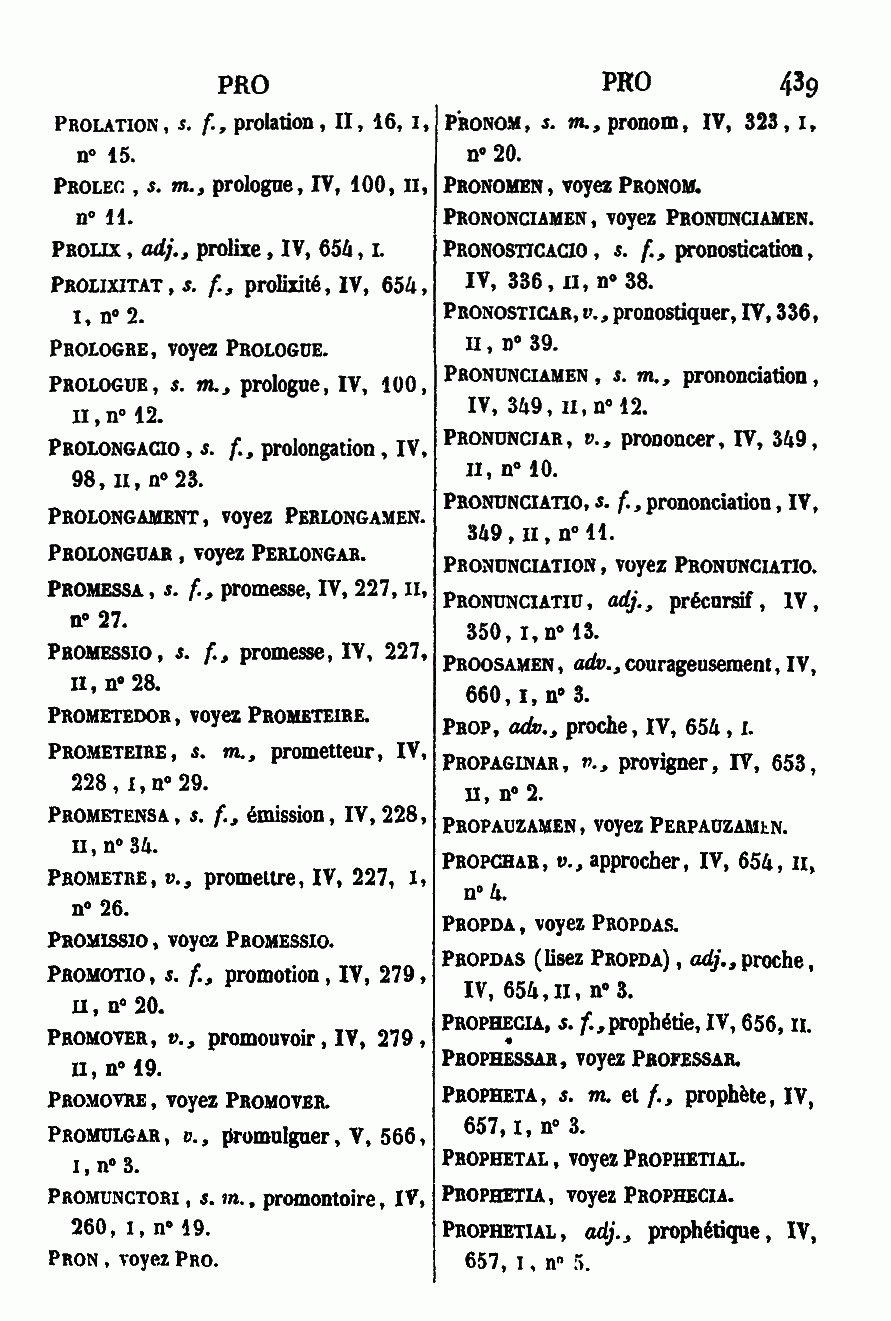 PRO
PRO 439
PROLATION, s. f., prolation, II, 16, I,
n° 15.
PROLEC, s. m., prologue, IV, 100, II,
n° 11.
PROLIX, adj., prolixe, IV, 654, I.
PROLIXITAT, s. f., prolixité, IV, 654,
I, n° 2.
PROLOGRE, voyez PROLOGUE.
PROLOGUE, s. m., prologue, IV, 100,
II, n° 12.
PROLONGACIO, s. f., prolongation, IV,
98, II, n° 23.
PROLONGAMENT, voyez PERLONGAMEN.
PROLONGUAR, voyez PERLONGAR.
PROMESSA, s. f., promesse, IV, 227, II,
n° 27.
PROMESSIO, s. f., promesse, IV, 227,
II, n° 28.
PROMETEDOR, voyez PROMETEIRE.
PROMETEIRE, s. m., prometteur, IV,
228, I, n° 29.
PROMETENSA, s. f., émission, IV, 228,
II, n° 34.
PROMETRE, v., promettre, IV, 227, I,
n° 26.
PROMISSIO, voyez PROMESSIO.
PROMOTIO, s. f., promotion, IV, 279,
II, n° 20.
PROMOVER, v., promouvoir, IV, 279,
II, n° 19.
PROMOVRE, voyez PROMOVER.
PROMULGAR, v., promulguer, V, 566,
I, n° 3.
PROMUNCTORI, s. m., promontoire, IV,
260, I, n° 19.
PRON, voyez PRO.
PRONOM, s. m., pronom, IV, 323, I,
n° 20.
PRONOMEN, voyez PRONOM.
PRONONCIAMEN, voyez PRONUNCIAMEN.
PRONOSTICACIO, s. f., pronostication,
IV, 336, II, n° 38.
PRONOSTICAR, v., pronostiquer, IV, 336,
II, n° 39.
PRONUNCIAMEN, s. m., prononciation,
IV, 349, II, n° 12.
PRONUNCIAR, v., prononcer, IV, 349,
II, n° 10.
PRONUNCIATIO, s. f., prononciation, IV,
349, II, n° 11.
PRONUNCIATION, voyez PRONUNCIATIO.
PRONUNCIATIU, adj., précursif, IV,
350, I, n° 13.
PROOSAMEN, adv., courageusement, IV,
660, I, n° 3.
PROP, adv., proche, IV, 654, I.
PROPAGINAR, v., provigner, IV, 653,
II, n° 2.
PROPAUZAMEN, voyez PERPAUZAMEN.
PROPCHAR, v., approcher, IV, 654, II,
n° 4.
PROPDA, voyez PROPDAS.
PROPDAS (lisez PROPDA), adj., proche,
IV, 654, II, n° 3.
PROPHECIA, s. f., prophétie, IV, 656, II.
PROPHESSAR, voyez PROFESSAR.
PROPHETA, s. m. et f., prophète, IV,
657, I, n° 3.
PROPHETAL, voyez PROPHETIAL.
PROPHETIA, voyez PROPHECIA.
PROPHETIAL, adj., prophétique, IV,
657, I, n° 5.